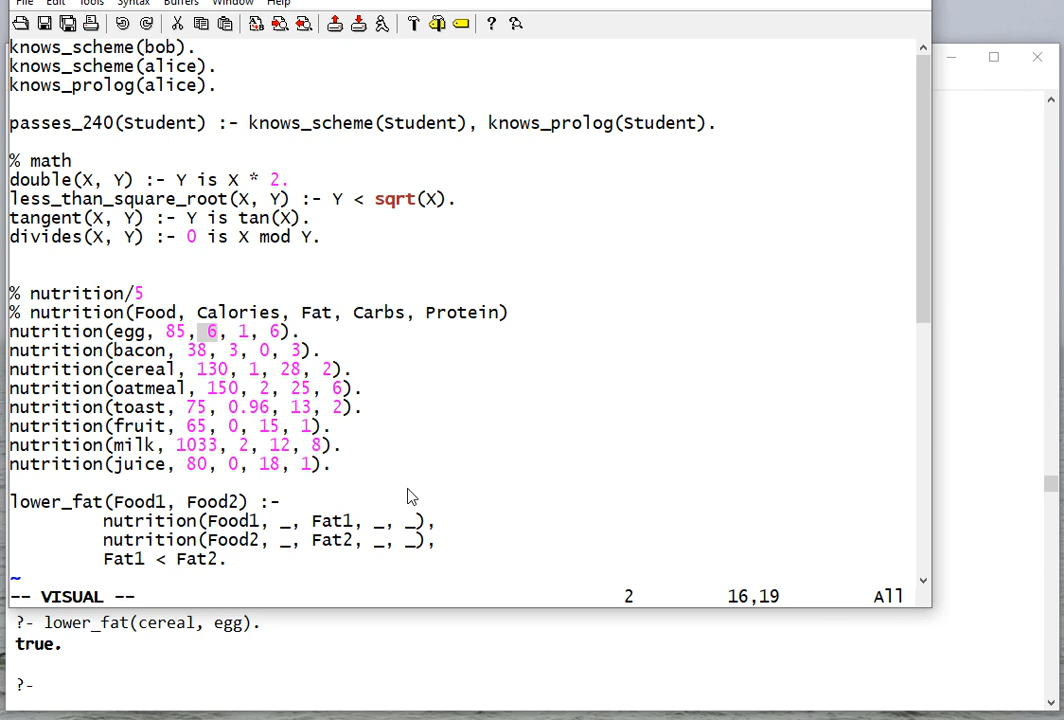 File Edit Tools Syntax Buffers Window Help
knows_scheme(bob).
knows_scheme(alice).
knows_prolog(alice).
passes_240(Student) :- knows_scheme(Student), knows_prolog(Student).
% math
double(X, Y) :- Y is X * 2.
less_than_square_root(X, Y) :- Y < sqrt(X).
tangent(X, Y) :- Y is tan(X).
divides(X, Y) :- 0 is X mod Y.
% nutrition/5
% nutrition(Food, Calories, Fat, Carbs, Protein)
nutrition(egg, 85, 6, 1, 6).
nutrition(bacon, 38, 3, 0, 3).
nutrition(cereal, 130, 1, 28, 2).
nutrition(oatmeal, 150, 2, 25, 6).
nutrition(toast, 75, 0.96, 13, 2).
nutrition(fruit, 65, 0, 15, 1).
nutrition(milk, 1033, 2, 12, 8).
nutrition(juice, 80, 0, 18, 1).
lower_fat(Food1, Food2) :-
nutrition(Food1, _, Fat1, _, _),
nutrition(Food2, _, Fat2, _, _),
Fat1 < Fat2.
~
-- VISUAL -- 2 16,19 All
?- lower_fat(cereal, egg).
true.
?-